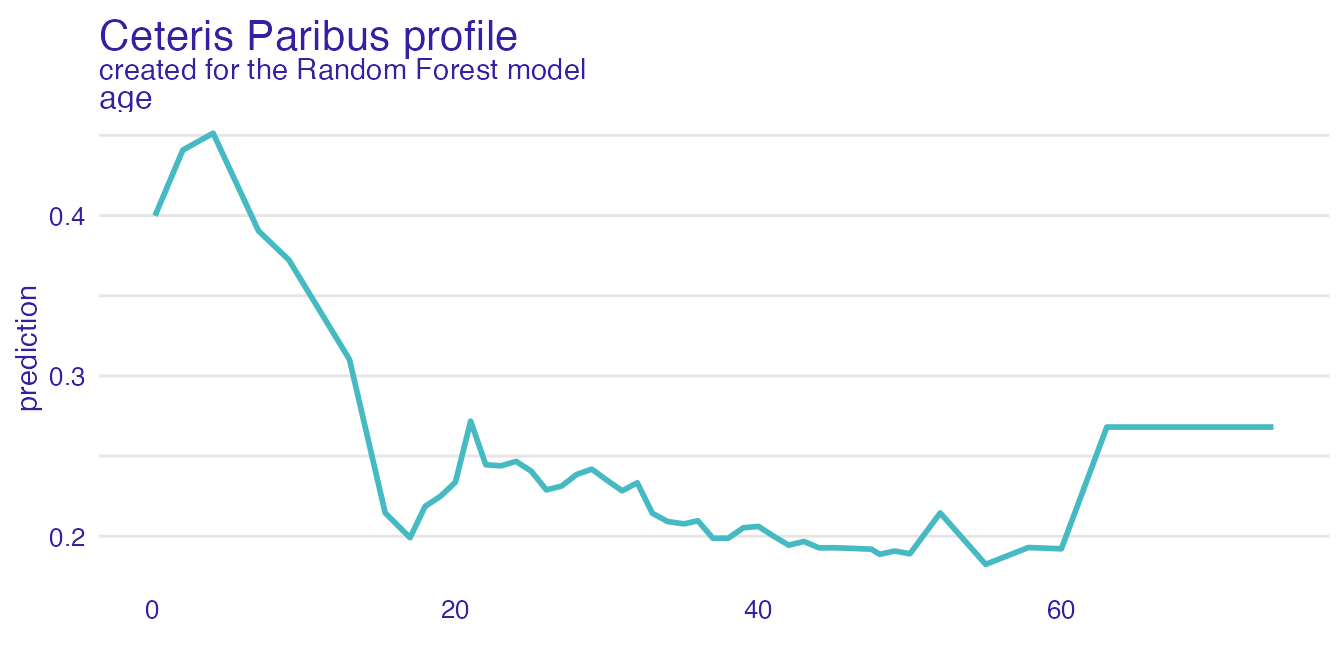 Ceteris Paribus profile
created for the Random Forest model
age
prediction
0.4
0.3
0.2
0
20
40
60